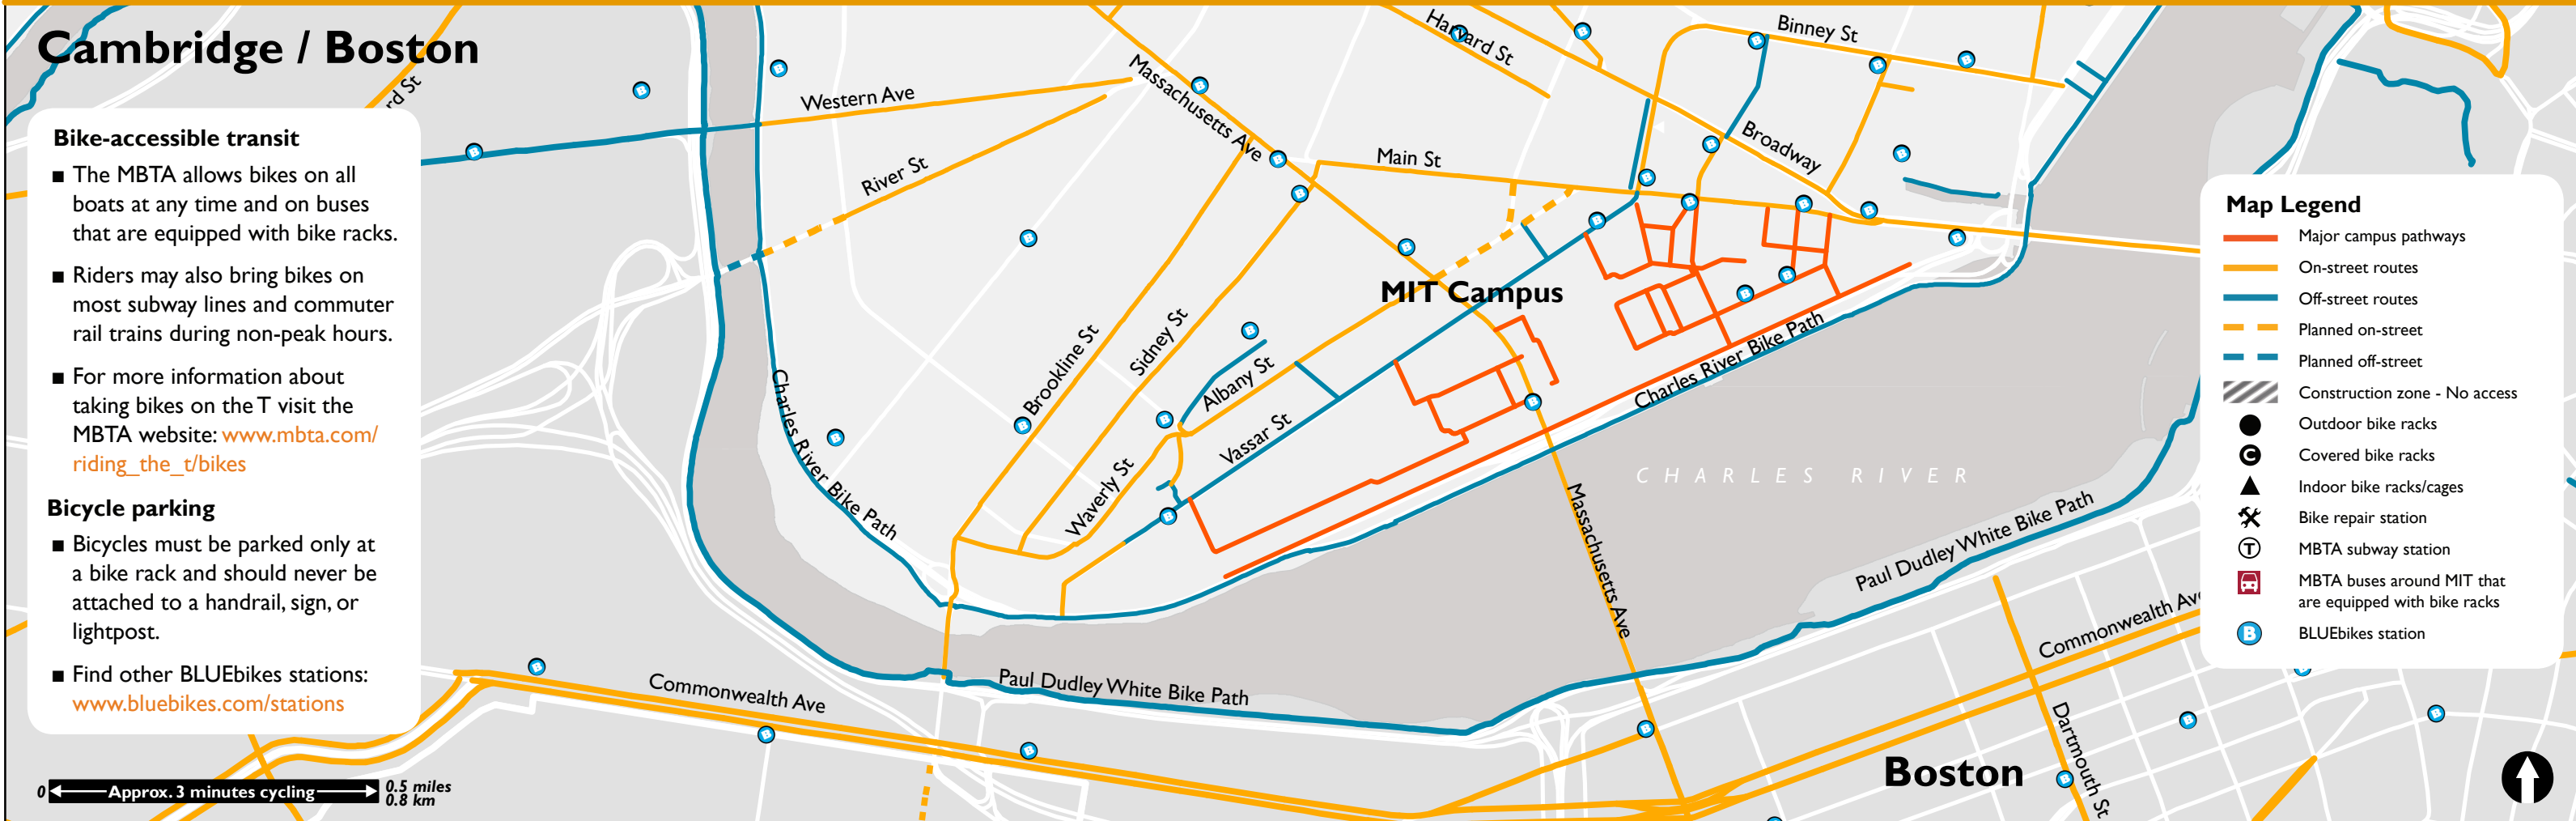 Cambridge / Boston
rd St
Bike-accessible transit
■ The MBTA allows bikes on all
boats at any time and on buses
that are equipped with bike racks.
■ Riders may also bring bikes on
most subway lines and commuter
rail trains during non-peak hours.
■ For more information about
taking bikes on the T visit the
MBTA website: www.mbta.com/
riding_the_t/bikes
Bicycle parking
■ Bicycles must be parked only at
a bike rack and should never be
attached to a handrail, sign, or
lightpost.
■ Find other BLUEbikes stations:
www.bluebikes.com/stations
0
Approx. 3 minutes cycling
0.5 miles
0.8 km
Western Ave
River St
Massachusetts Ave
Harvard St
Binney St
Main St
Broadway
MIT Campus
Brookline St
Sidney St
Albany St
Vassar St
Waverly St
Charles River Bike Path
Charles River Bike Path
CHARLES RIVER
Massachusetts Ave
Paul Dudley White Bike Path
Paul Dudley White Bike Path
Commonwealth Ave
Commonwealth Av
Dartmouth St
Boston
Map Legend
Major campus pathways
On-street routes
Off-street routes
Planned on-street
Planned off-street
Construction zone - No access
Outdoor bike racks
C Covered bike racks
Indoor bike racks/cages
Bike repair station
T MBTA subway station
MBTA buses around MIT that
are equipped with bike racks
B BLUEbikes station